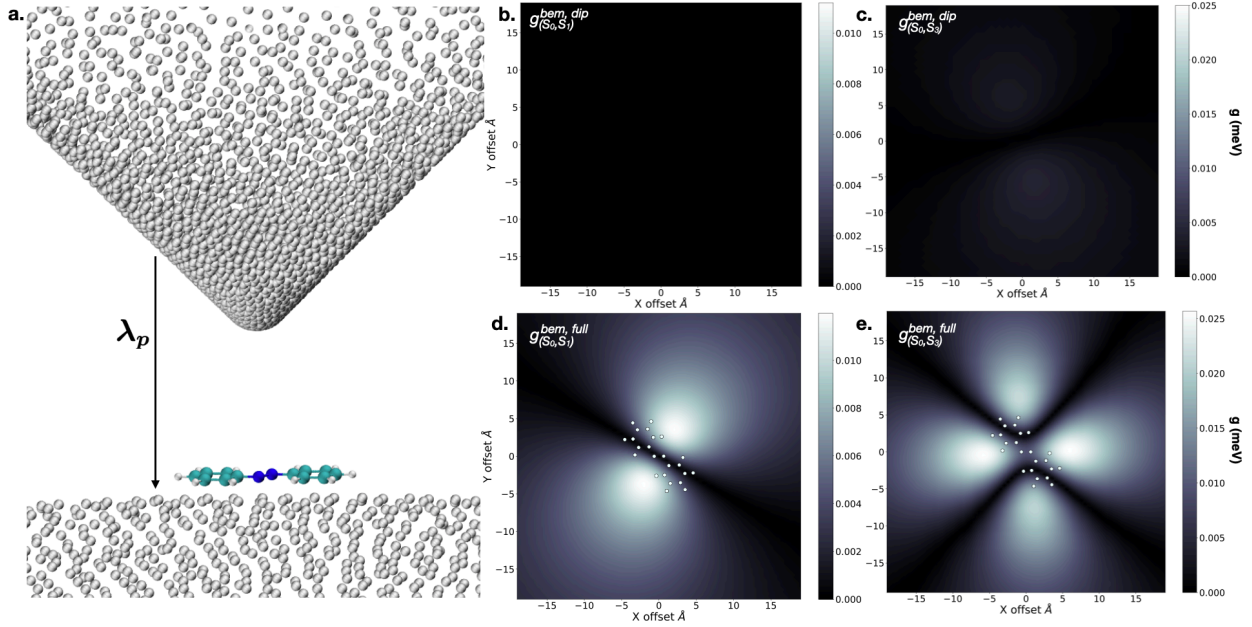 a.
λp
b.
g(S0,S1)bem, dip
15
10
5
0
−5
−10
−15
Y offset Å
−15 −10 −5 0 5 10 15
X offset Å
0.010
0.008
0.006
0.004
0.002
0.000
c.
g(S0,S3)bem, dip
15
10
5
0
−5
−10
−15
−15 −10 −5 0 5 10 15
X offset Å
0.025
0.020
0.015
0.010
0.005
0.000
g (meV)
d.
g(S0,S1)bem, full
15
10
5
0
−5
−10
−15
Y offset Å
−15 −10 −5 0 5 10 15
X offset Å
0.010
0.008
0.006
0.004
0.002
0.000
e.
g(S0,S3)bem, full
15
10
5
0
−5
−10
−15
−15 −10 −5 0 5 10 15
X offset Å
0.025
0.020
0.015
0.010
0.005
0.000
g (meV)